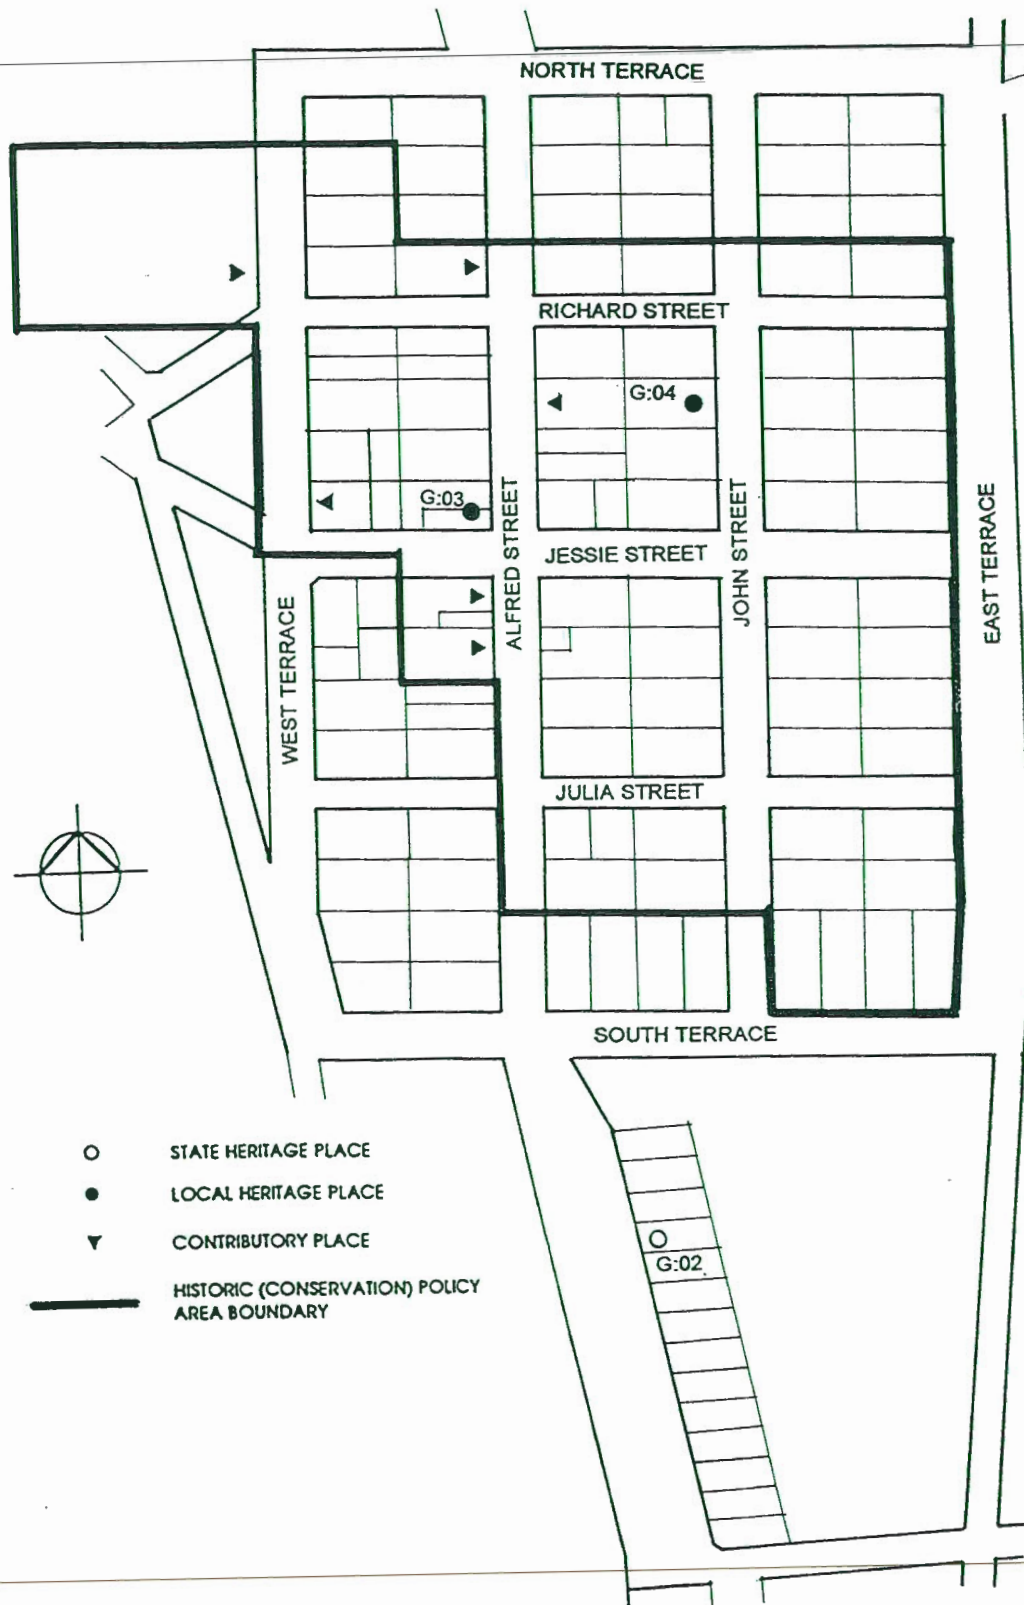 NORTH TERRACE
RICHARD STREET
G:04
G:03
ALFRED STREET
JOHN STREET
JESSIE STREET
EAST TERRACE
WEST TERRACE
JULIA STREET
SOUTH TERRACE
STATE HERITAGE PLACE
LOCAL HERITAGE PLACE
CONTRIBUTORY PLACE
G:02
HISTORIC (CONSERVATION) POLICY
AREA BOUNDARY